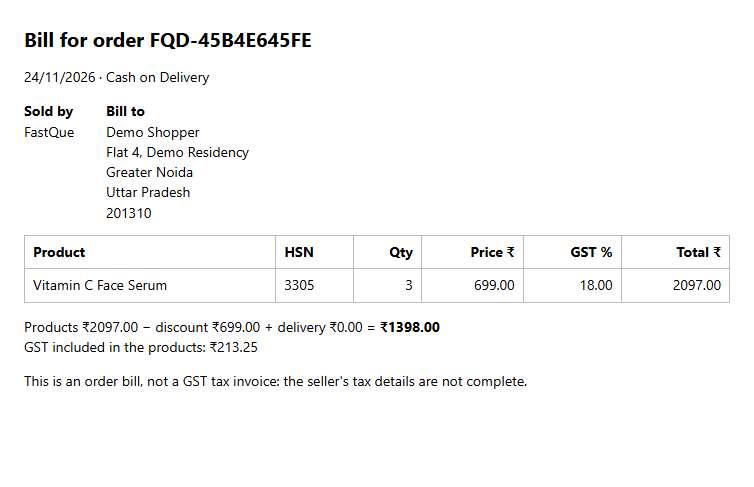 Bill for order FQD-45B4E645FE
24/11/2026 · Cash on Delivery
Sold by
FastQue
Bill to
Demo Shopper
Flat 4, Demo Residency
Greater Noida
Uttar Pradesh
201310
Product HSN Qty Price ₹ GST % Total ₹
Vitamin C Face Serum 3305 3 699.00 18.00 2097.00
Products ₹2097.00 − discount ₹699.00 + delivery ₹0.00 = ₹1398.00
GST included in the products: ₹213.25
This is an order bill, not a GST tax invoice: the seller's tax details are not complete.